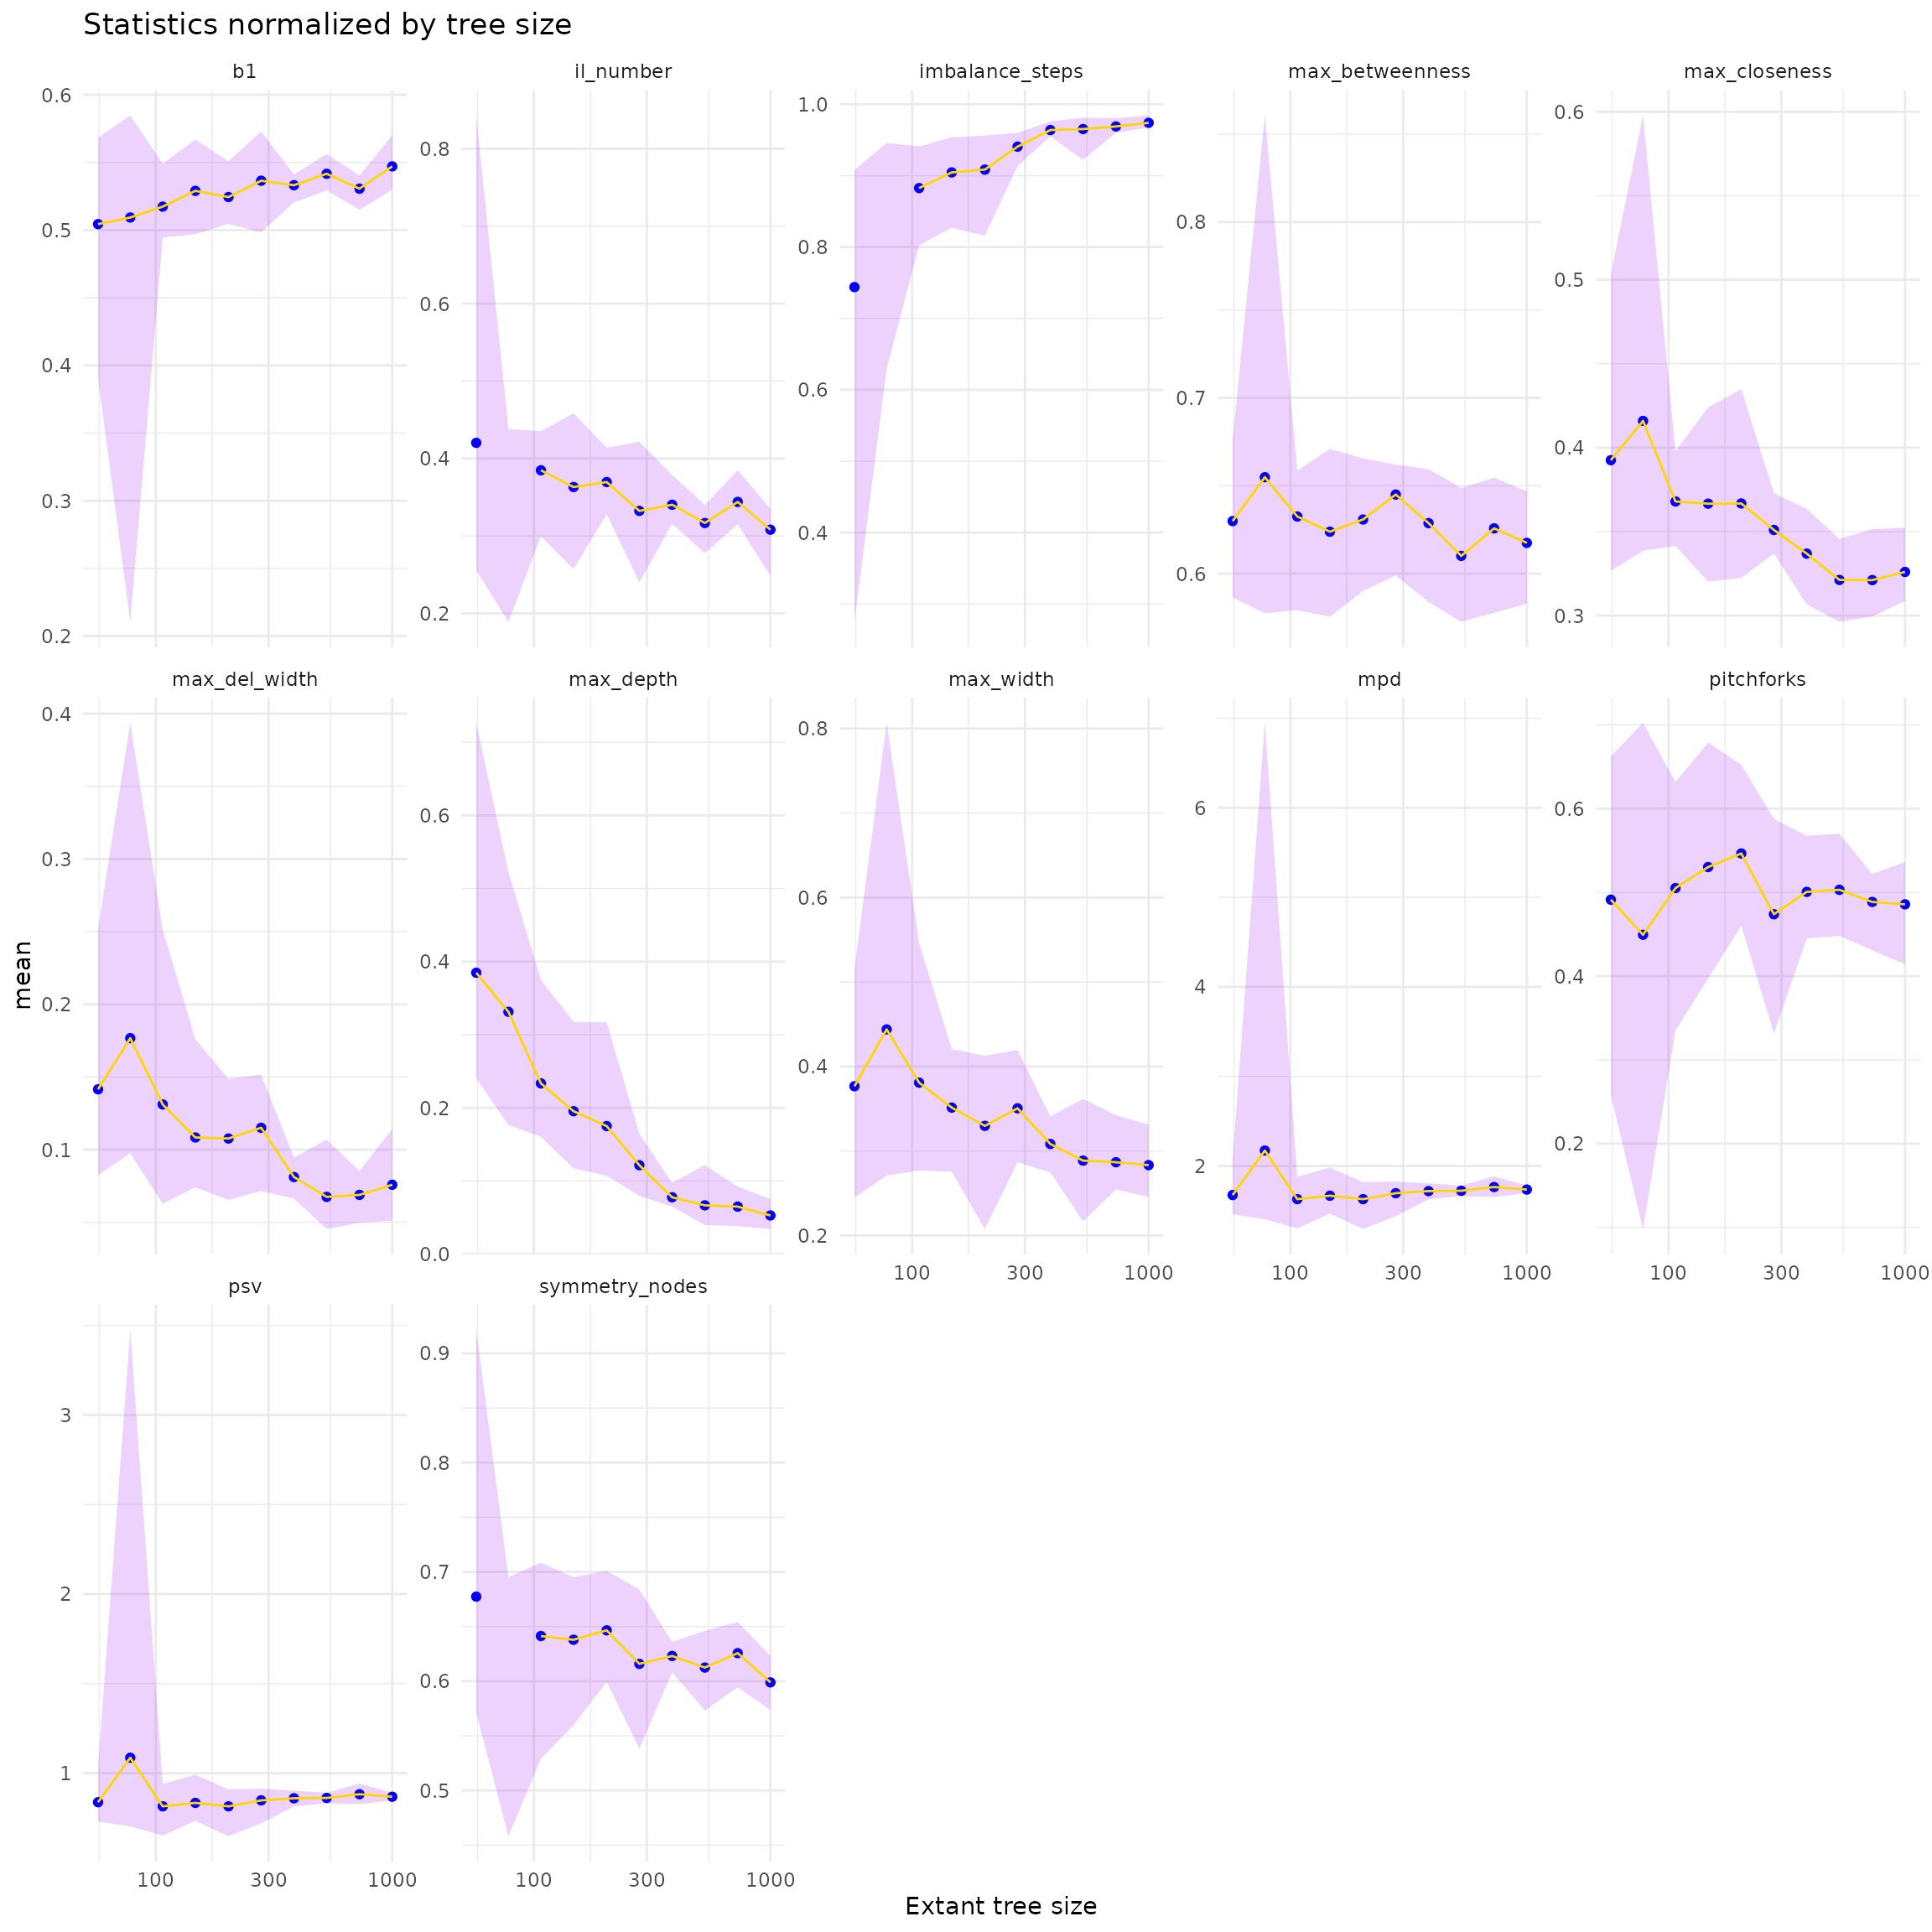 Statistics normalized by tree size
b1 il_number imbalance_steps max_betweenness max_closeness
0.6 0.5 0.4 0.3 0.2
0.8 0.6 0.4 0.2
1.0 0.8 0.6 0.4
0.8 0.7 0.6
0.6 0.5 0.4 0.3
max_del_width max_depth max_width mpd pitchforks
0.4 0.3 0.2 0.1
0.6 0.4 0.2 0.0
0.8 0.6 0.4 0.2
6 4 2
0.6 0.4 0.2
100 300 1000 100 300 1000 100 300 1000
mean
psv symmetry_nodes
3 2 1
0.9 0.8 0.7 0.6 0.5
100 300 1000 100 300 1000
Extant tree size